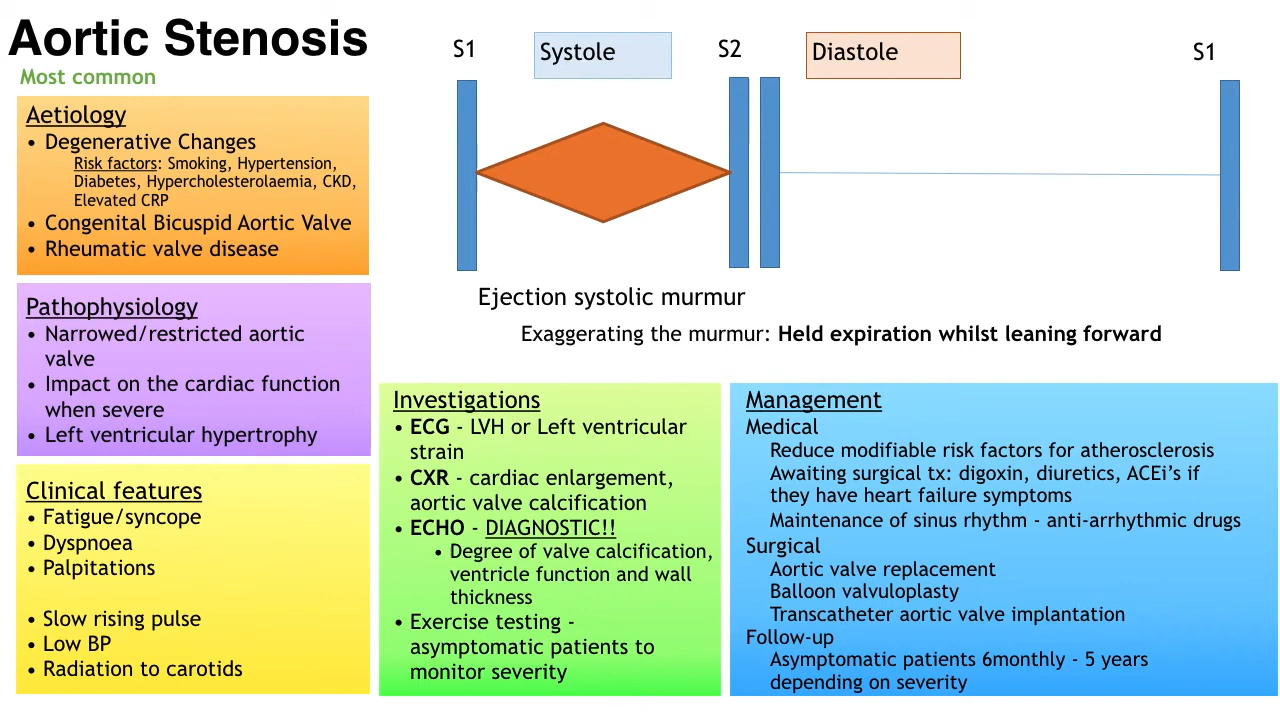 Aortic Stenosis
Most common
Aetiology
• Degenerative Changes
Risk factors: Smoking, Hypertension,
Diabetes, Hypercholesterolaemia, CKD,
Elevated CRP
• Congenital Bicuspid Aortic Valve
• Rheumatic valve disease
Pathophysiology
• Narrowed/restricted aortic
valve
• Impact on the cardiac function
when severe
• Left ventricular hypertrophy
Clinical features
• Fatigue/syncope
• Dyspnoea
• Palpitations
• Slow rising pulse
• Low BP
• Radiation to carotids
S1
Systole
S2
Diastole
S1
Ejection systolic murmur
Exaggerating the murmur: Held expiration whilst leaning forward
Investigations
• ECG - LVH or Left ventricular
strain
• CXR - cardiac enlargement,
aortic valve calcification
• ECHO - DIAGNOSTIC!!
• Degree of valve calcification,
ventricle function and wall
thickness
• Exercise testing -
asymptomatic patients to
monitor severity
Management
Medical
Reduce modifiable risk factors for atherosclerosis
Awaiting surgical tx: digoxin, diuretics, ACEi’s if
they have heart failure symptoms
Maintenance of sinus rhythm - anti-arrhythmic drugs
Surgical
Aortic valve replacement
Balloon valvuloplasty
Transcatheter aortic valve implantation
Follow-up
Asymptomatic patients 6monthly - 5 years
depending on severity